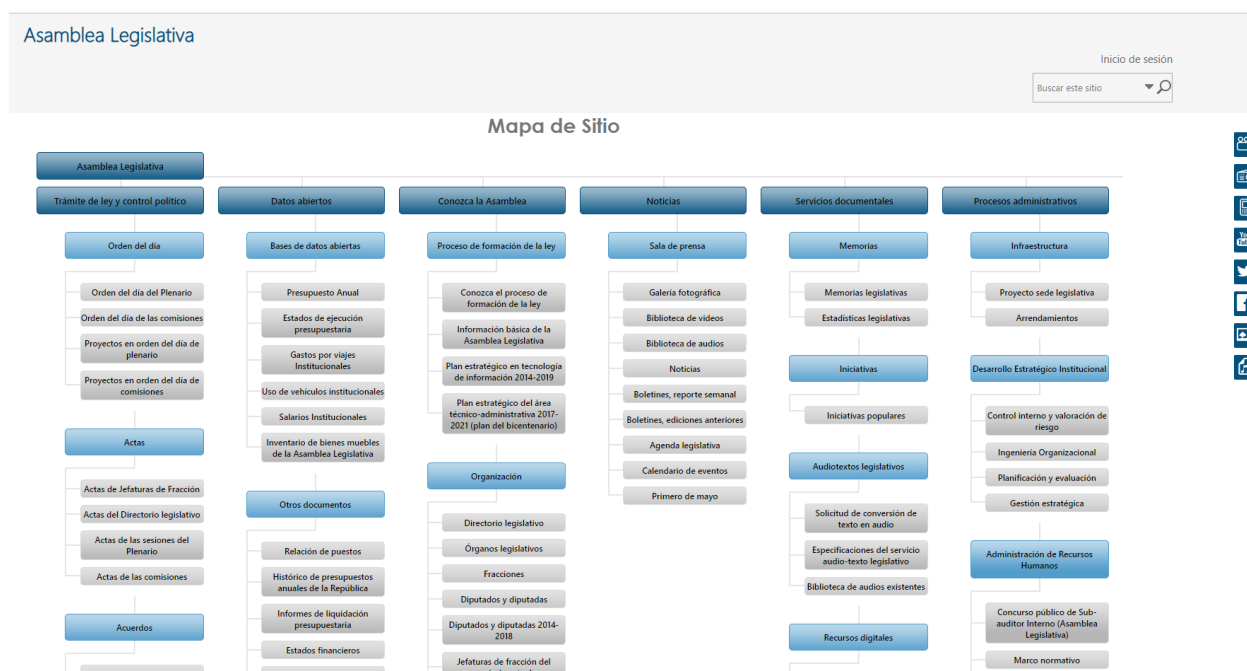 Asamblea Legislativa
Inicio de sesión
Buscar este sitio
Mapa de Sitio
Asamblea Legislativa
Trámite de ley y control político
Orden del día
Orden del día del Plenario
Orden del día de las comisiones
Proyectos en orden del día de
plenario
Proyectos en orden del día de
comisiones
Actas
Actas de Jefaturas de Fracción
Actas del Directorio legislativo
Actas de las sesiones del
Plenario
Actas de las comisiones
Acuerdos
Datos abiertos
Bases de datos abiertas
Presupuesto Anual
Estados de ejecución
presupuestaria
Gastos por viajes
Institucionales
Uso de vehículos institucionales
Salarios Institucionales
Inventario de bienes muebles
de la Asamblea Legislativa
Otros documentos
Relación de puestos
Histórico de presupuestos
anuales de la República
Informes de liquidación
presupuestaria
Estados financieros
Conozca la Asamblea
Proceso de formación de la ley
Conozca el proceso de
formación de la ley
Información básica de la
Asamblea Legislativa
Plan estratégico en tecnología
de información 2014-2019
Plan estratégico del área
técnico-administrativa 2017-
2021 (plan del bicentenario)
Organización
Directorio legislativo
Órganos legislativos
Fracciones
Diputados y diputadas
Diputados y diputadas 2014-
2018
Jefaturas de fracción del
Noticias
Sala de prensa
Galería fotográfica
Biblioteca de videos
Biblioteca de audios
Noticias
Boletines, reporte semanal
Boletines, ediciones anteriores
Agenda legislativa
Calendario de eventos
Primero de mayo
Servicios documentales
Memorias
Memorias legislativas
Estadísticas legislativas
Iniciativas
Iniciativas populares
Audiotextos legislativos
Solicitud de conversión de
texto en audio
Especificaciones del servicio
audio-texto legislativo
Biblioteca de audios existentes
Recursos digitales
Procesos administrativos
Infraestructura
Proyecto sede legislativa
Arrendamientos
Desarrollo Estratégico Institucional
Control interno y valoración de
riesgo
Ingeniería Organizacional
Planificación y evaluación
Gestión estratégica
Administración de Recursos
Humanos
Concurso público de Sub-
auditor Interno (Asamblea
Legislativa)
Marco normativo